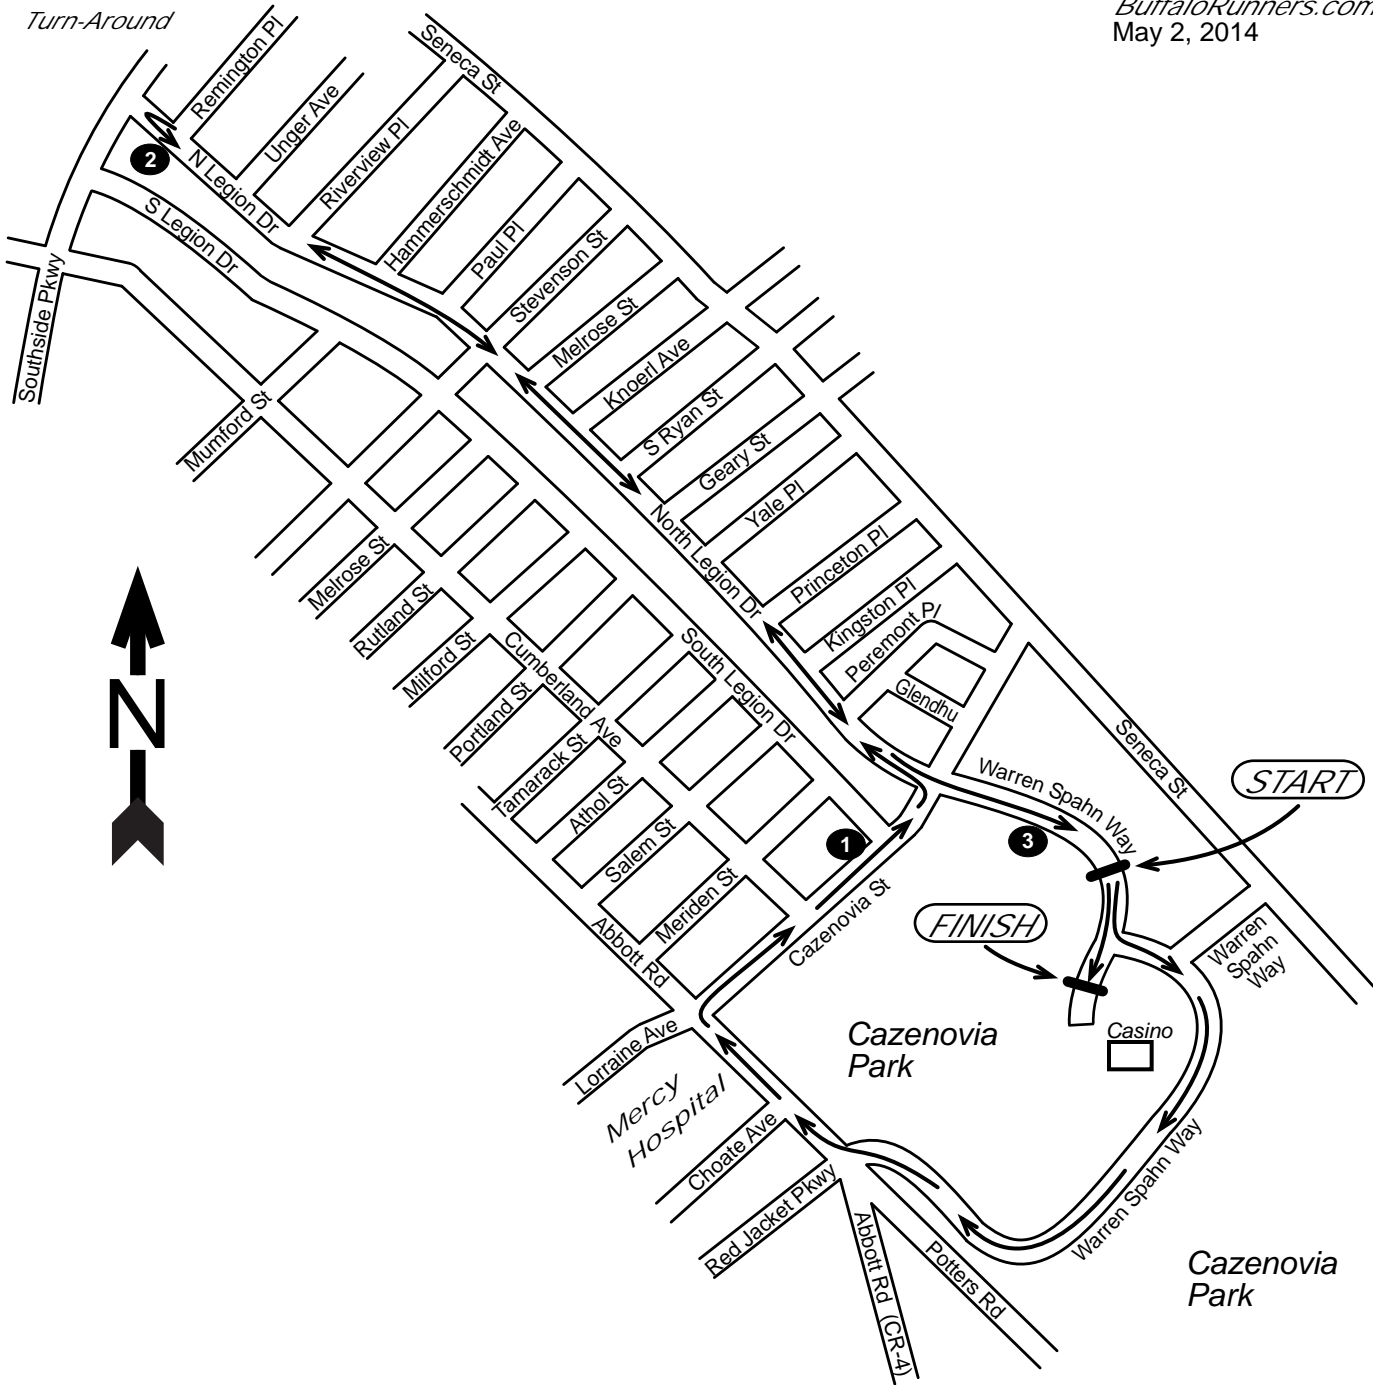 Turn-Around
BuffaloRunners.com
May 2, 2014
Remington Pl
Seneca St
Unger Ave
Riverview Pl
Hammerschmidt Ave
2
N Legion Dr
S Legion Dr
Paul Pl
Stevenson St
Southside Pkwy
Melrose St
Knoerl Ave
Mumford St
S Ryan St
Geary St
Yale Pl
North Legion Dr
Princeton Pl
Melrose St
Kingston Pl
Rutland St
Peremont Pl
Milford St
Cumberland Ave
South Legion Dr
Glendhu
N
Portland St
Tamarack St
Seneca St
Warren Spahn Way
START
Athol St
Salem St
1
3
Meriden St
Abbott Rd
Cazenovia St
FINISH
Warren
Spahn
Way
Lorraine Ave
Cazenovia
Park
Casino
Mercy
Hospital
Choate Ave
Red Jacket Pkwy
Warren Spahn Way
Abbott Rd (CR-4)
Potters Rd
Cazenovia
Park